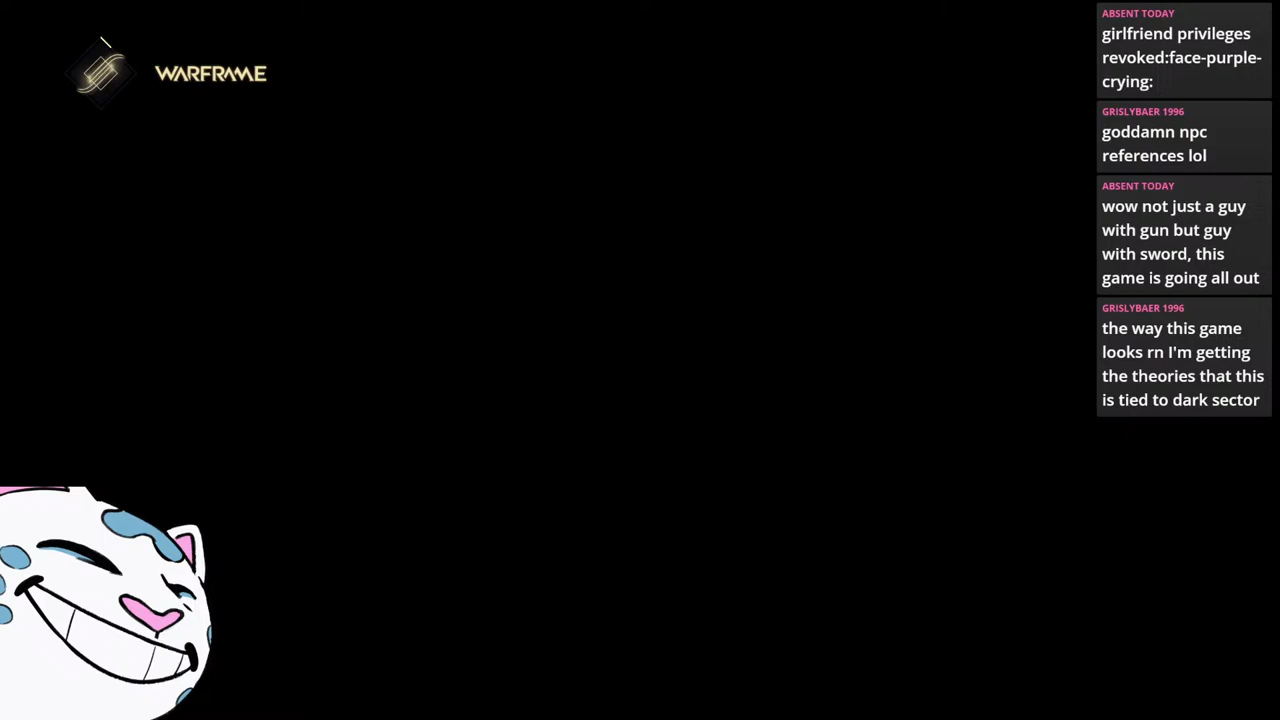 WARFRAME
ABSENT TODAY
girlfriend privileges
revoked:face-purple-
crying:
GRISLYBAER 1996
goddamn npc
references lol
ABSENT TODAY
wow not just a guy
with gun but guy
with sword, this
game is going all out
GRISLYBAER 1996
the way this game
looks rn I'm getting
the theories that this
is tied to dark sector